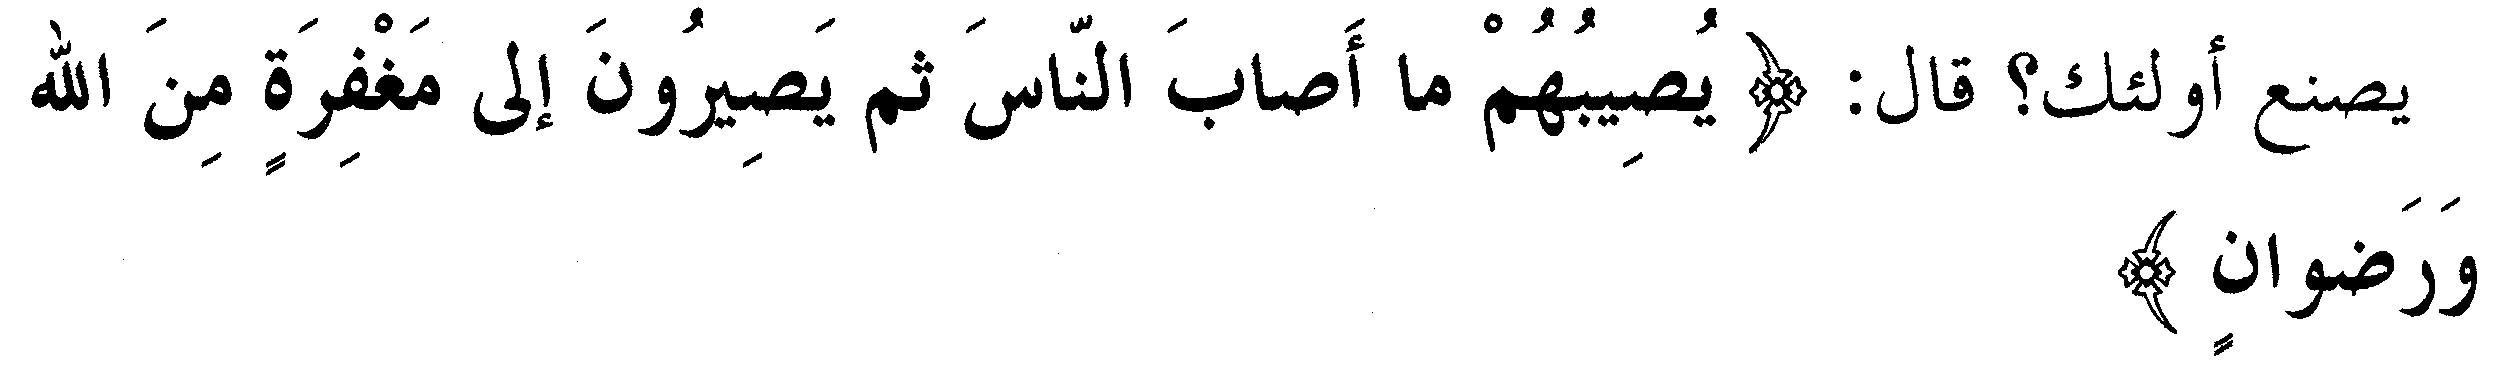 يصنع أولئك؟ قال: ﴿ يُصِيبُهُمْ ما أَصابَ النّاسَ ثم يَصِيرُونَ إلى مَغْفِرَةٍ مِنَ الله
وَرَضوانٍ ﴾